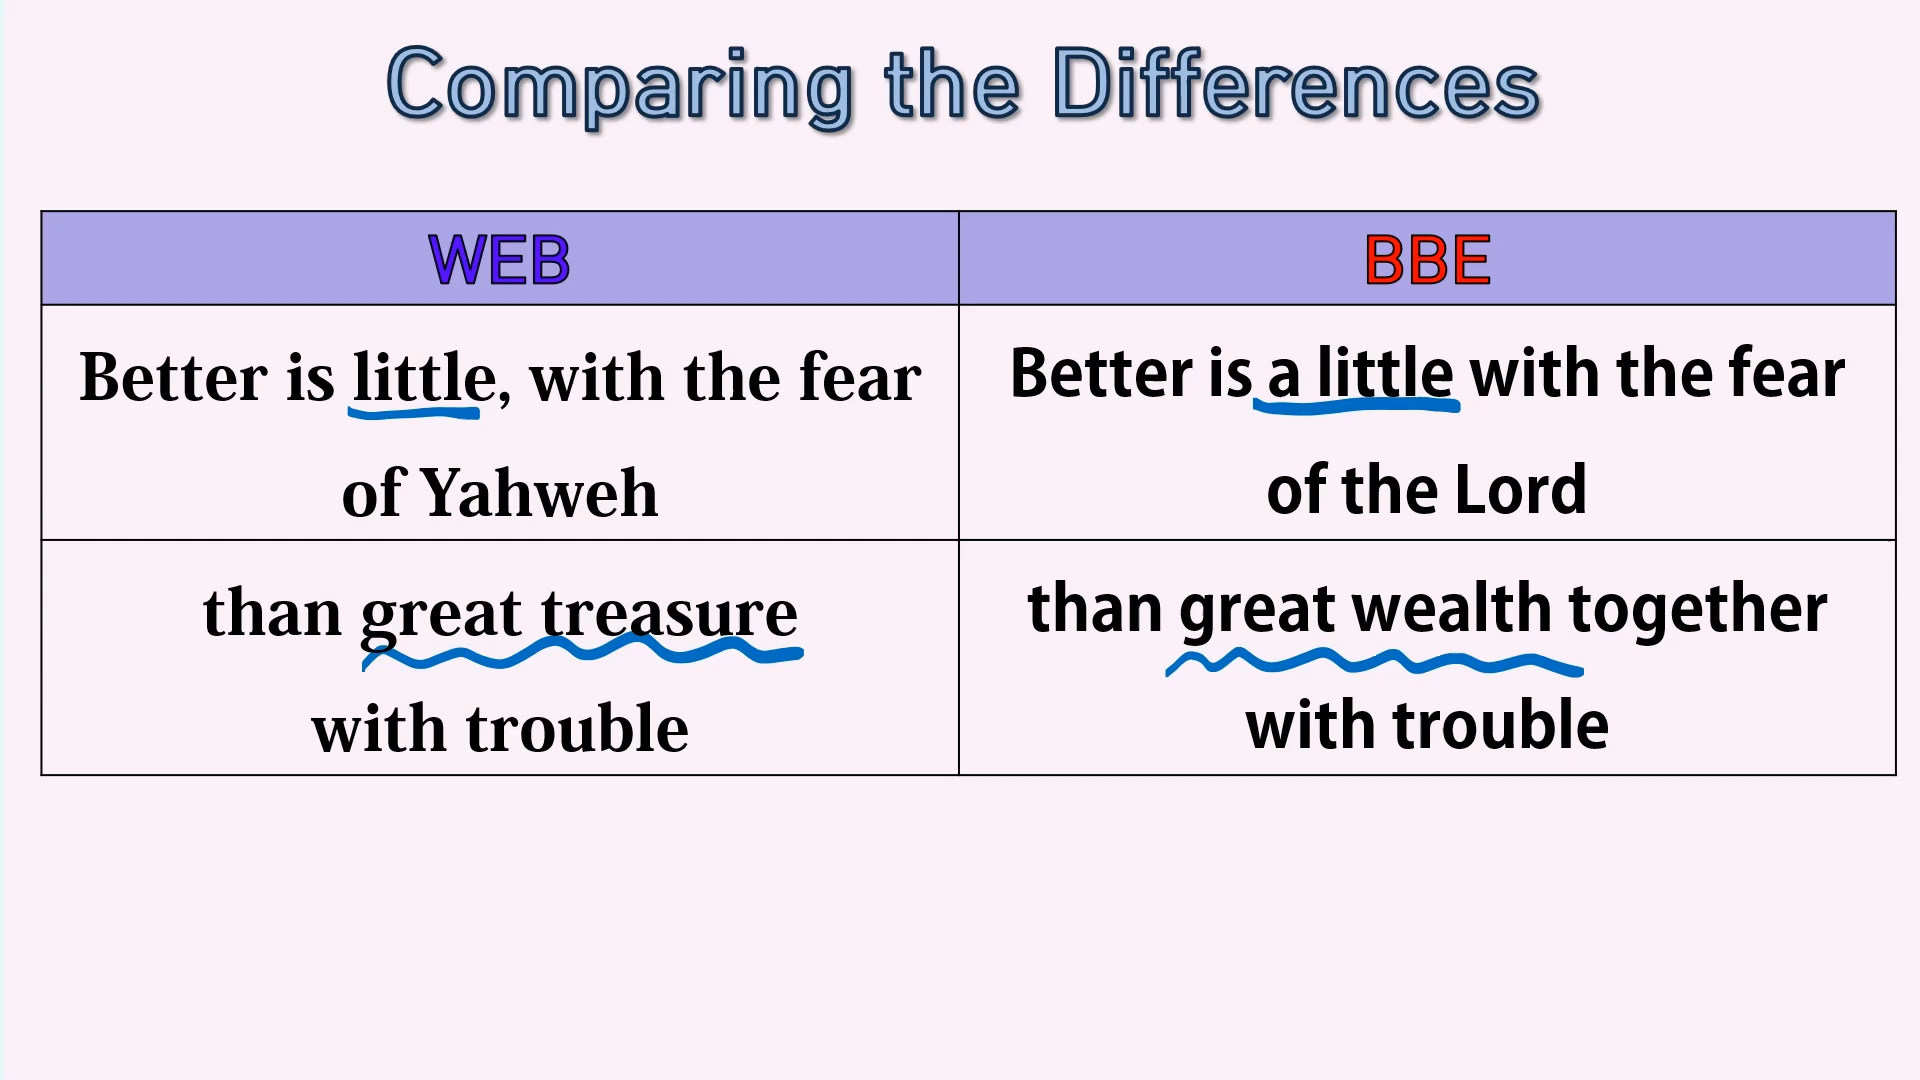 Comparing the Differences
WEB
BBE
Better is little, with the fear
of Yahweh
Better is a little with the fear
of the Lord
than great treasure
with trouble
than great wealth together
with trouble